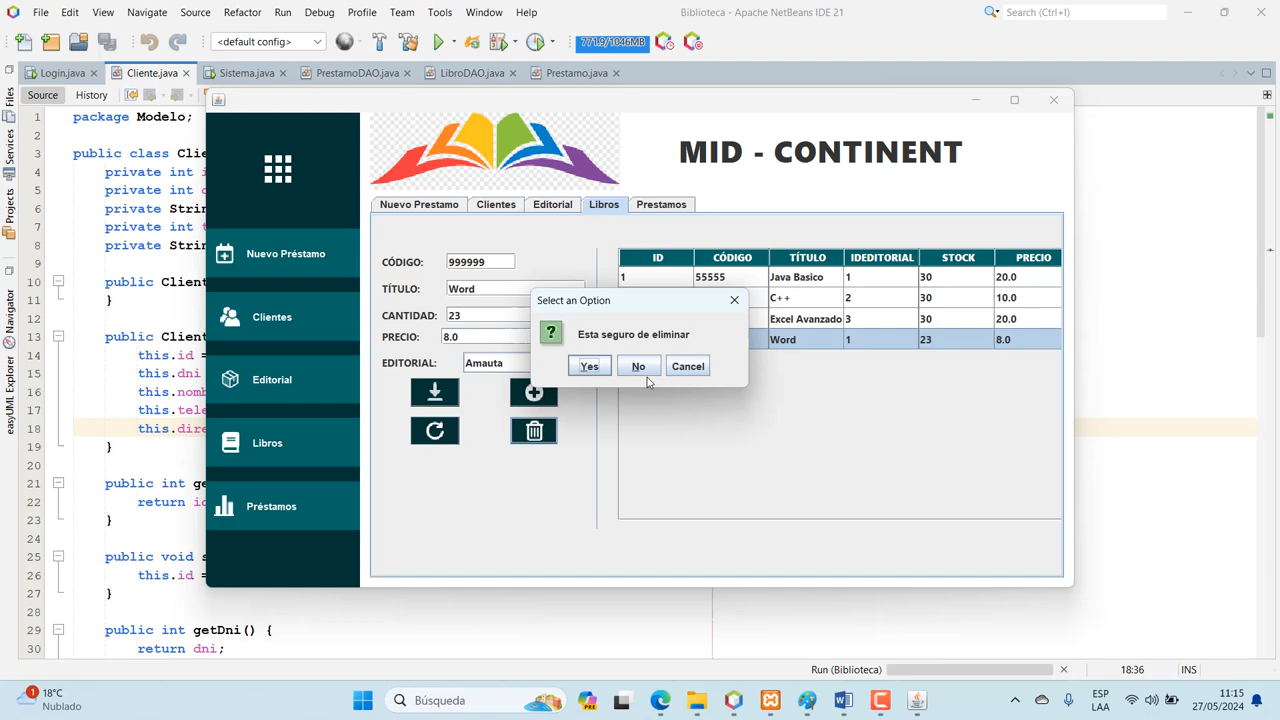 File Edit View Navigate Source Refactor Run Debug Profile Team Tools Window Help
Biblioteca - Apache NetBeans IDE 21
Search (Ctrl+I)
<default config>
771.9/1046MB
Login.java
Cliente.java
Sistema.java
PrestamoDAO.java
LibroDAO.java
Prestamo.java
Source
History
Files
Services
Projects
Navigator
easyUML Explorer
1 package Modelo;
2
3 public class Clie
4 private int i
5 private int d
6 private Strin
7 private int t
8 private Strin
9
10 public Client
11 }
12
13 public Client
14 this.id =
15 this.dni
16 this.nomb
17 this.tele
18 this.dire
19 }
20
21 public int ge
22 return id
23 }
24
25 public void s
26 this.id =
27 }
28
29 public int getDni() {
30 return dni;
MID - CONTINENT
Nuevo Préstamo
Clientes
Editorial
Libros
Préstamos
Nuevo Prestamo
Clientes
Editorial
Libros
Prestamos
CÓDIGO: 999999
TÍTULO: Word
CANTIDAD: 23
PRECIO: 8.0
EDITORIAL: Amauta
ID CÓDIGO TÍTULO IDEDITORIAL STOCK PRECIO
1 55555 Java Basico 1 30 20.0
C++ 2 30 10.0
Excel Avanzado 3 30 20.0
Word 1 23 8.0
Select an Option
?
Esta seguro de eliminar
Yes
No
Cancel
Run (Biblioteca)
18:36
INS
1
18°C
Nublado
Búsqueda
PRE
ESP
LAA
11:15
27/05/2024